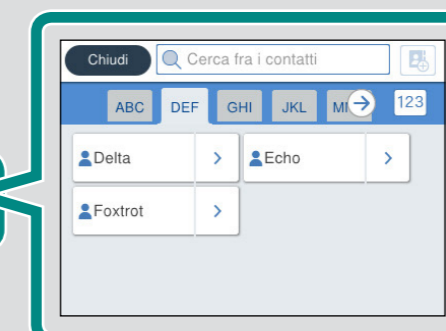 Chiudi Cerca fra i contatti
ABC DEF GHI JKL 123
Delta Echo
Foxtrot